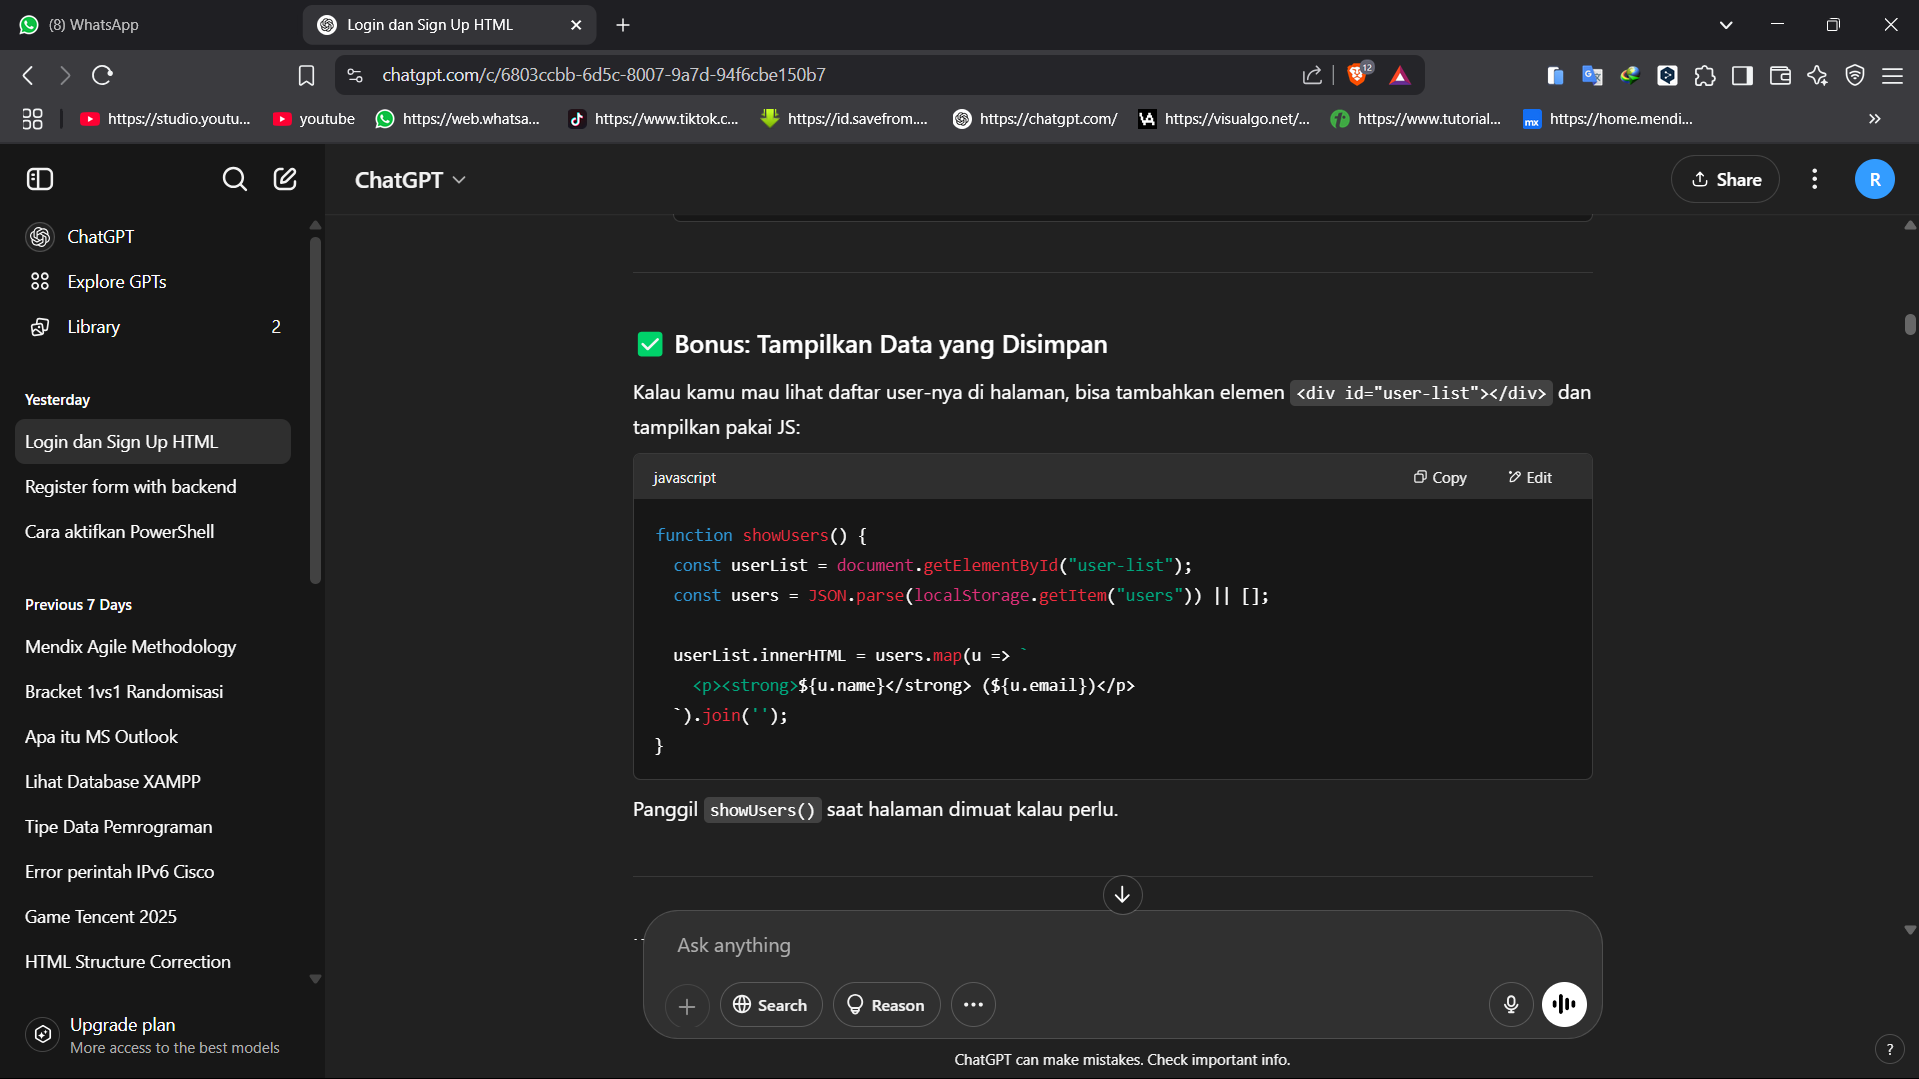 (8) WhatsApp
Login dan Sign Up HTML
chatgpt.com/c/6803ccbb-6d5c-8007-9a7d-94f6cbe150b7
12
https://studio.youtu...
youtube
https://web.whatsa...
https://www.tiktok.c...
https://id.savefrom....
https://chatgpt.com/
https://visualgo.net/...
https://www.tutorial...
mx
https://home.mendi...
ChatGPT
Share
R
ChatGPT
Explore GPTs
Library 2
Yesterday
Login dan Sign Up HTML
Register form with backend
Cara aktifkan PowerShell
Previous 7 Days
Mendix Agile Methodology
Bracket 1vs1 Randomisasi
Apa itu MS Outlook
Lihat Database XAMPP
Tipe Data Pemrograman
Error perintah IPv6 Cisco
Game Tencent 2025
HTML Structure Correction
Upgrade plan
More access to the best models
Bonus: Tampilkan Data yang Disimpan
Kalau kamu mau lihat daftar user-nya di halaman, bisa tambahkan elemen <div id="user-list"></div> dan
tampilkan pakai JS:
javascript
Copy
Edit
function showUsers() {
  const userList = document.getElementById("user-list");
  const users = JSON.parse(localStorage.getItem("users")) || [];
  userList.innerHTML = users.map(u => `
    <p><strong>${u.name}</strong> (${u.email})</p>
  `).join('');
}
Panggil showUsers() saat halaman dimuat kalau perlu.
Ask anything
Search
Reason
ChatGPT can make mistakes. Check important info.
?